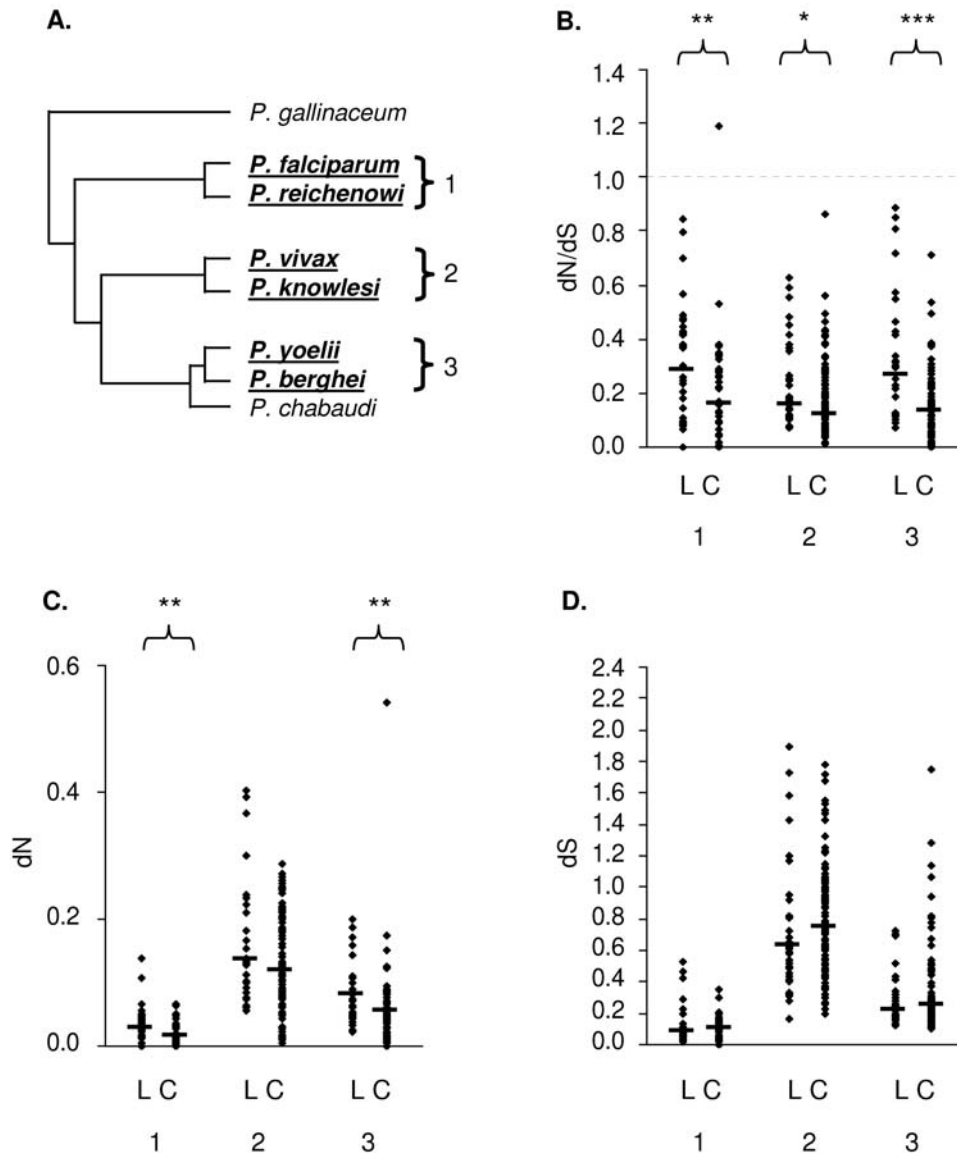 A.
P. gallinaceum
P. falciparum
P. reichenowi
1
P. vivax
P. knowlesi
2
P. yoelii
P. berghei
3
P. chabaudi
B.
** * ***
dN/dS
1.4
1.2
1.0
0.8
0.6
0.4
0.2
0.0
L C L C L C
1 2 3
C.
** **
dN
0.6
0.4
0.2
0.0
L C L C L C
1 2 3
D.
dS
2.4
2.2
2.0
1.8
1.6
1.4
1.2
1.0
0.8
0.6
0.4
0.2
0.0
L C L C L C
1 2 3